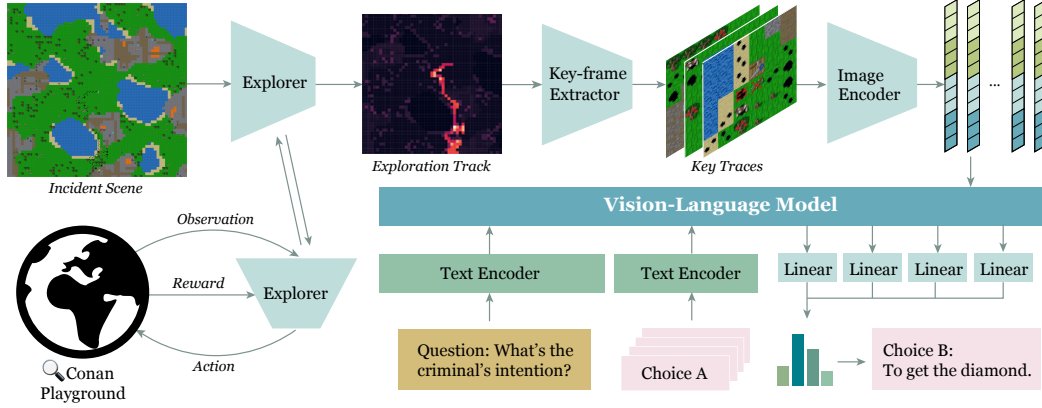 Explorer
Key-frame
Extractor
Image
Encoder
...
Incident Scene
Exploration Track
Key Traces
Vision-Language Model
Observation
Reward
Action
Explorer
Conan
Playground
Text Encoder
Text Encoder
Linear
Linear
Linear
Linear
Question: What's the
criminal's intention?
Choice A
Choice B:
To get the diamond.